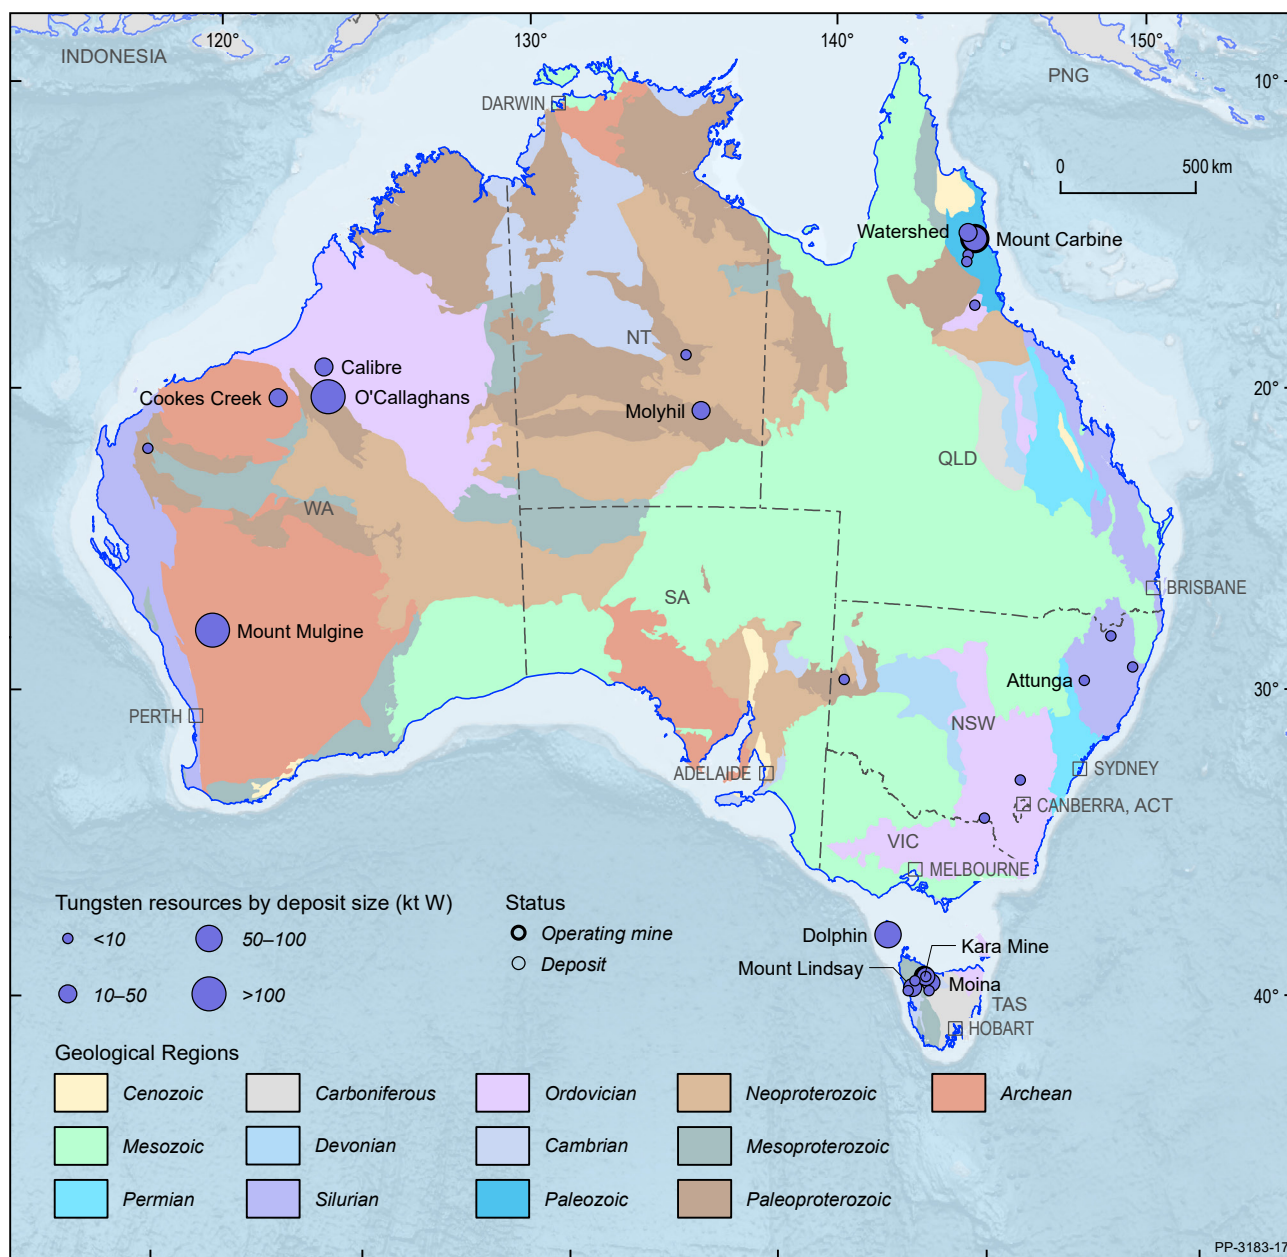 120°
130°
140°
150°
INDONESIA
PNG
10°
DARWIN
0
500 km
Watershed
Mount Carbine
NT
Calibre
20°
Cookes Creek
O'Callaghans
Molyhil
QLD
WA
BRISBANE
SA
Mount Mulgine
Attunga
30°
PERTH
NSW
ADELAIDE
SYDNEY
CANBERRA, ACT
VIC
MELBOURNE
Tungsten resources by deposit size (kt W)
<10
50–100
10–50
>100
Status
Operating mine
Deposit
Dolphin
Kara Mine
Mount Lindsay
Moina
40°
TAS
HOBART
Geological Regions
Cenozoic
Carboniferous
Ordovician
Neoproterozoic
Archean
Mesozoic
Devonian
Cambrian
Mesoproterozoic
Permian
Silurian
Paleozoic
Paleoproterozoic
PP-3183-17